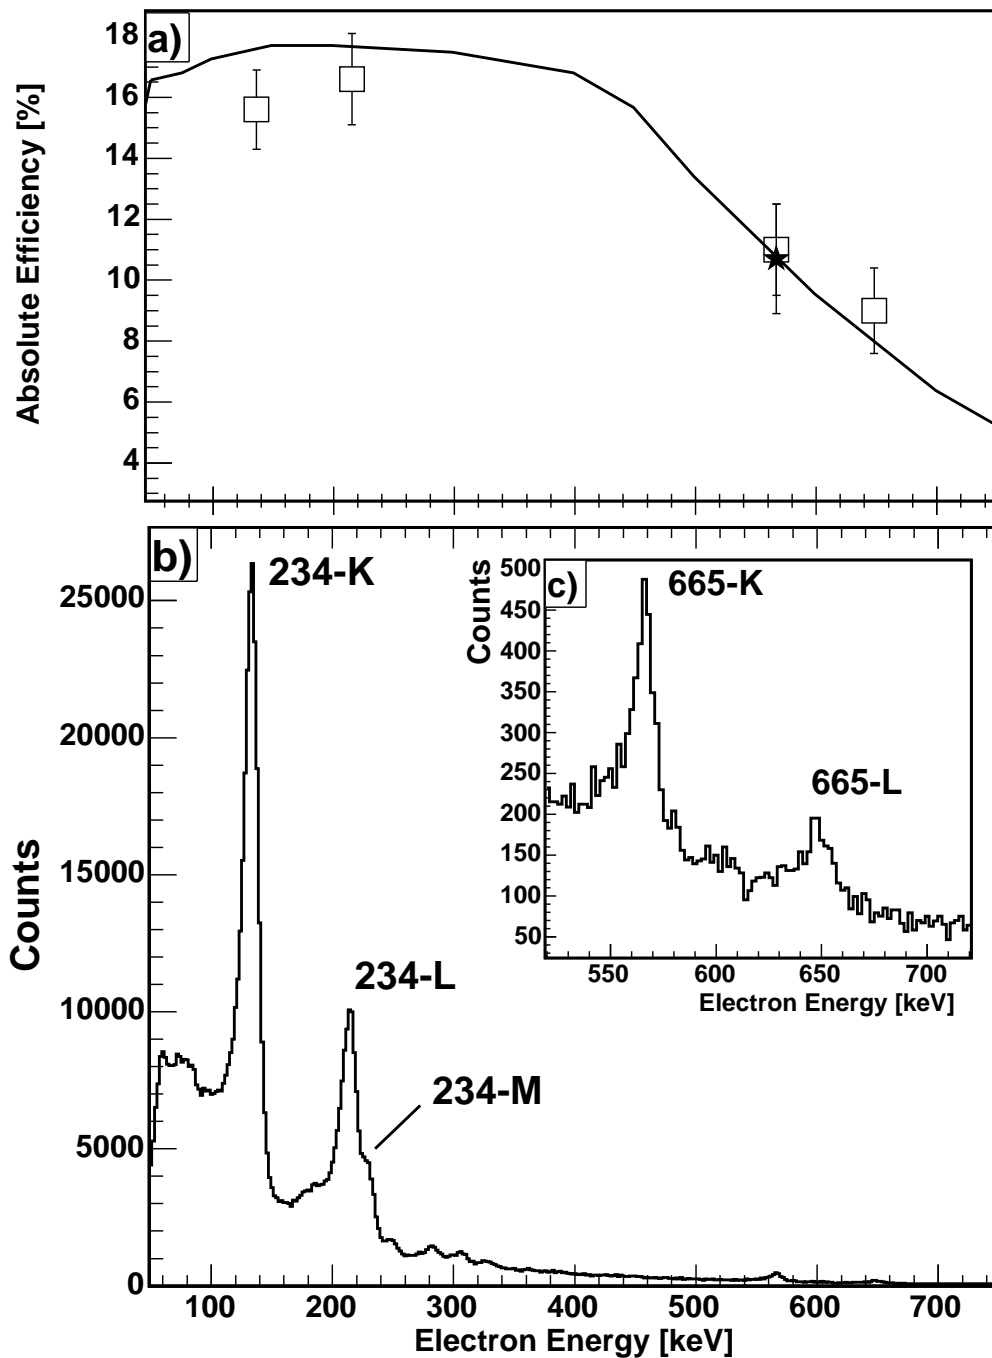 a)
Absolute Efficiency [%]
18
16
14
12
10
8
6
4
b)
234-K
234-L
234-M
Counts
25000
20000
15000
10000
5000
0
100 200 300 400 500 600 700
Electron Energy [keV]
c)
665-K
665-L
Counts
500
450
400
350
300
250
200
150
100
50
550 600 650 700
Electron Energy [keV]